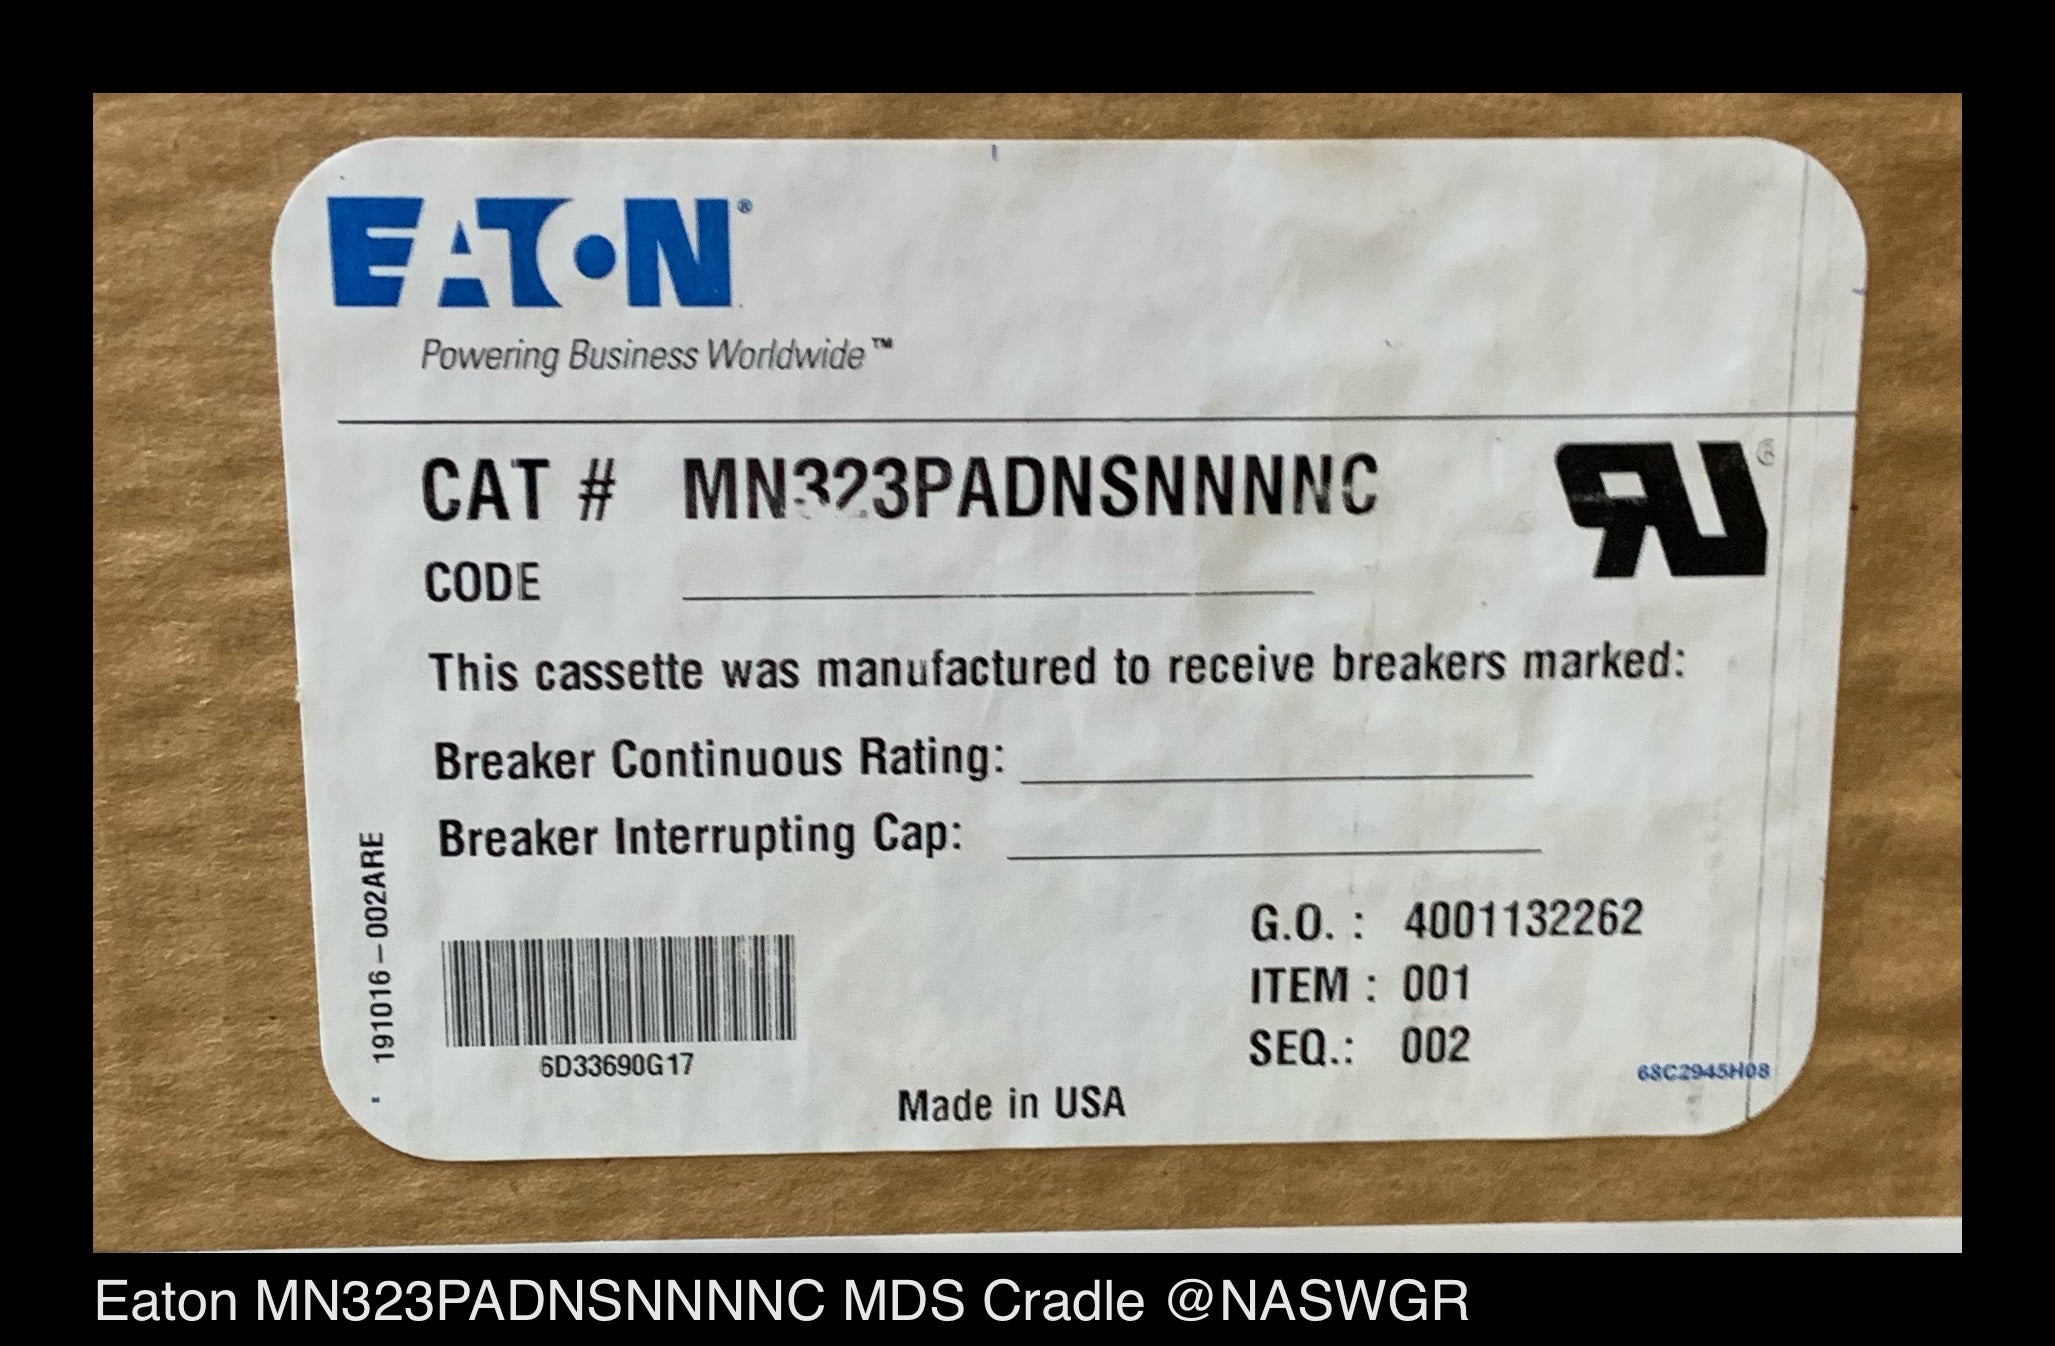 EATON®
Powering Business Worldwide™
CAT # MN323PADNSNNNNC
CODE
This cassette was manufactured to receive breakers marked:
Breaker Continuous Rating:
Breaker Interrupting Cap:
191016-002ARE
6D33690G17
G.O. : 4001132262
ITEM : 001
SEQ.: 002
68C2945H08
Made in USA
Eaton MN323PADNSNNNNC MDS Cradle @NASWGR